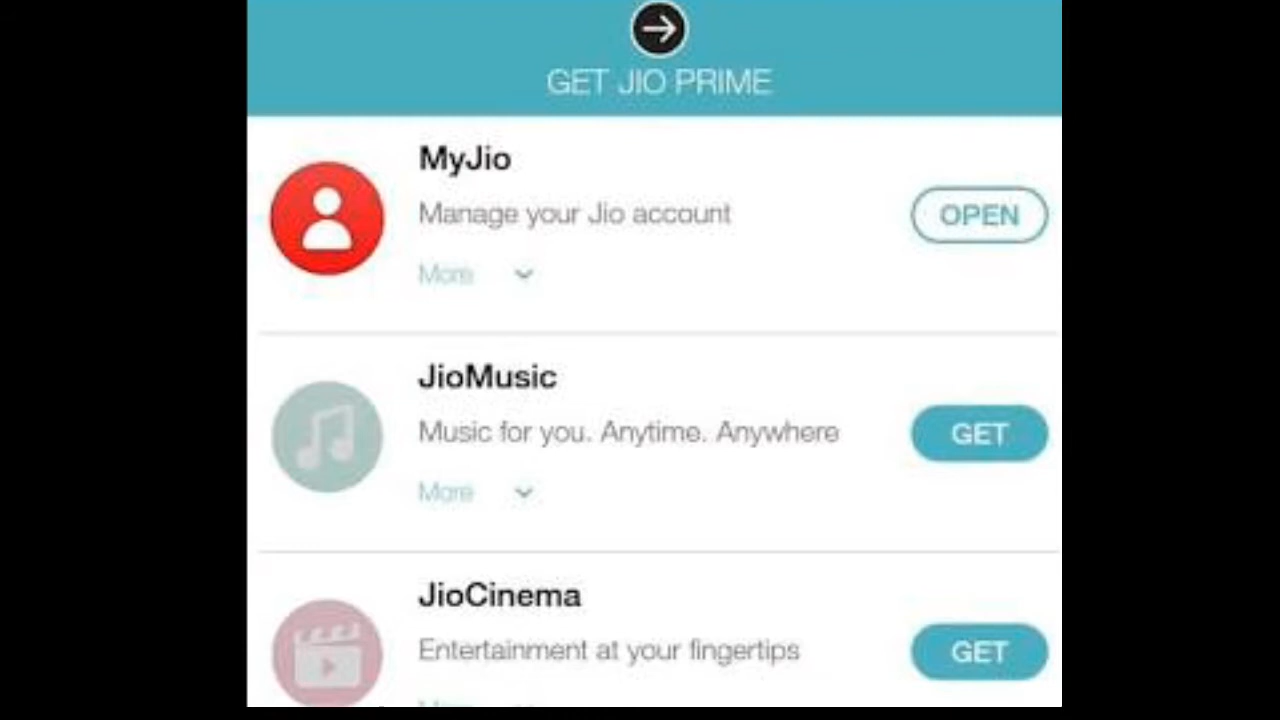 GET JIO PRIME
MyJio
Manage your Jio account
OPEN
More
JioMusic
Music for you. Anytime. Anywhere
GET
More
JioCinema
Entertainment at your fingertips
GET